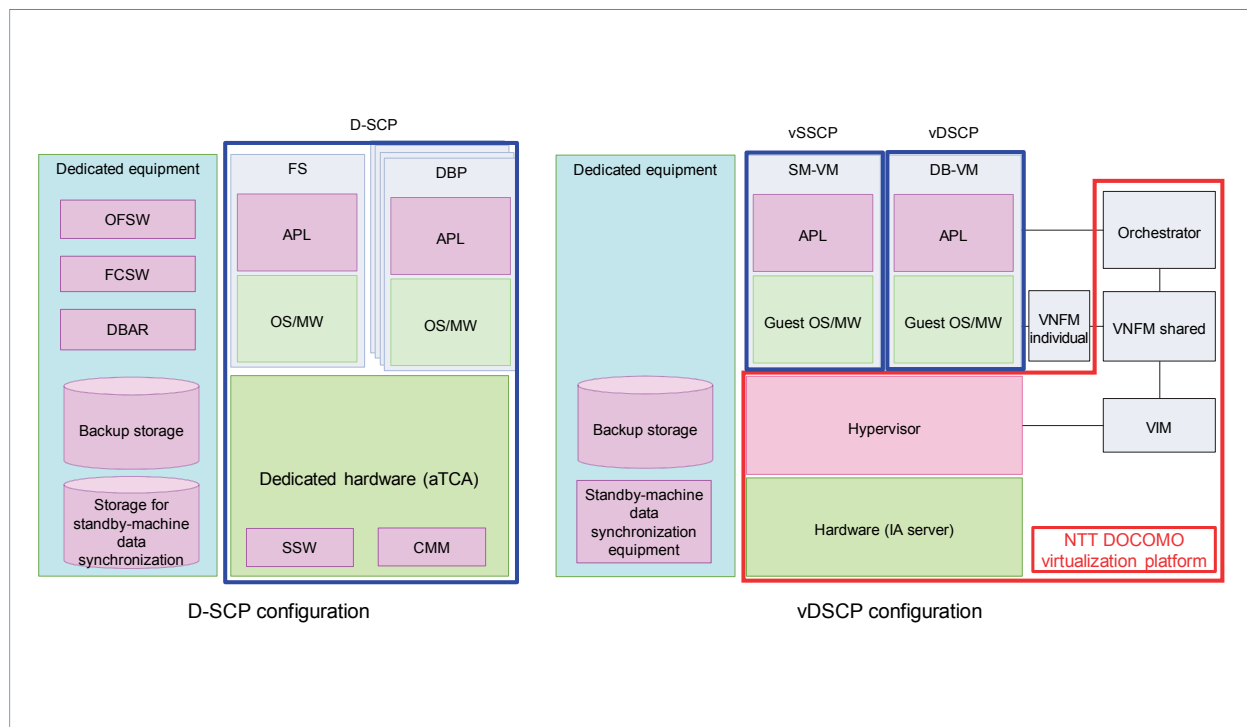 D-SCP
Dedicated equipment
OFSW
FCSW
DBAR
Backup storage
Storage for
standby-machine
data
synchronization
FS
APL
OS/MW
DBP
APL
OS/MW
Dedicated hardware (aTCA)
SSW
CMM
D-SCP configuration
vSSCP
vDSCP
Dedicated equipment
Backup storage
Standby-machine
data
synchronization
equipment
SM-VM
APL
Guest OS/MW
DB-VM
APL
Guest OS/MW
Hypervisor
Hardware (IA server)
Orchestrator
VNFM
individual
VNFM shared
VIM
NTT DOCOMO
virtualization platform
vDSCP configuration